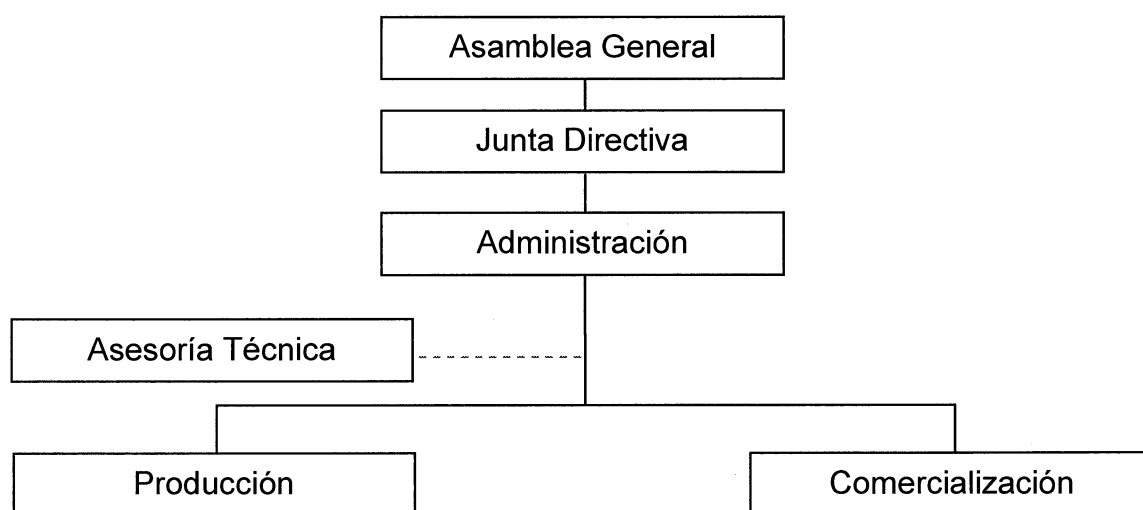 Asamblea General
Junta Directiva
Administración
Asesoría Técnica
Producción
Comercialización